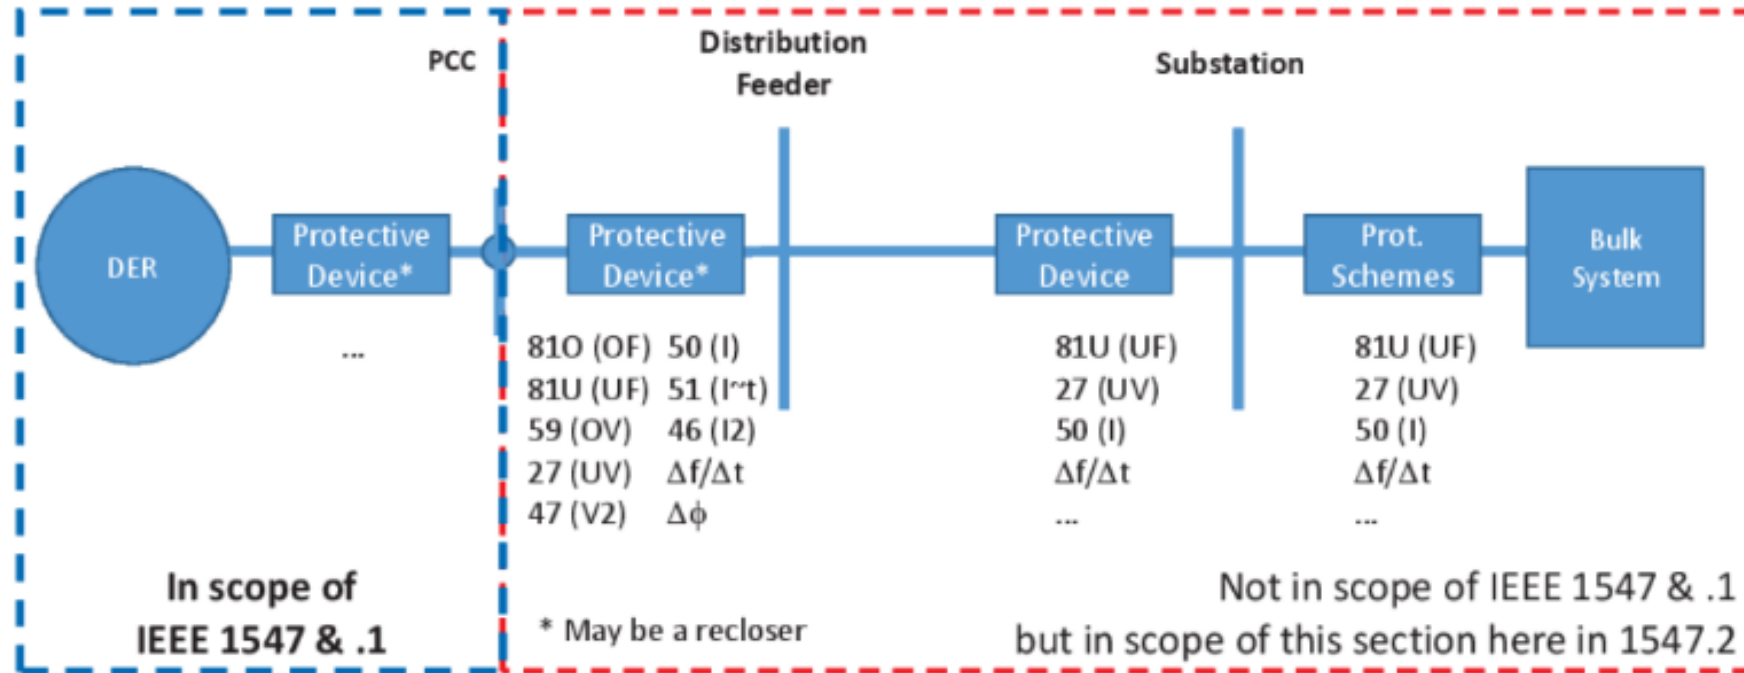 PCC
Distribution
Feeder
Substation
DER
Protective
Device*
Protective
Device*
Protective
Device
Prot.
Schemes
Bulk
System
...
81O (OF) 50 (I)
81U (UF) 51 (I~t)
59 (OV) 46 (I2)
27 (UV) Δf/Δt
47 (V2) Δϕ
81U (UF)
27 (UV)
50 (I)
Δf/Δt
...
81U (UF)
27 (UV)
50 (I)
Δf/Δt
...
In scope of
IEEE 1547 & .1
* May be a recloser
Not in scope of IEEE 1547 & .1
but in scope of this section here in 1547.2